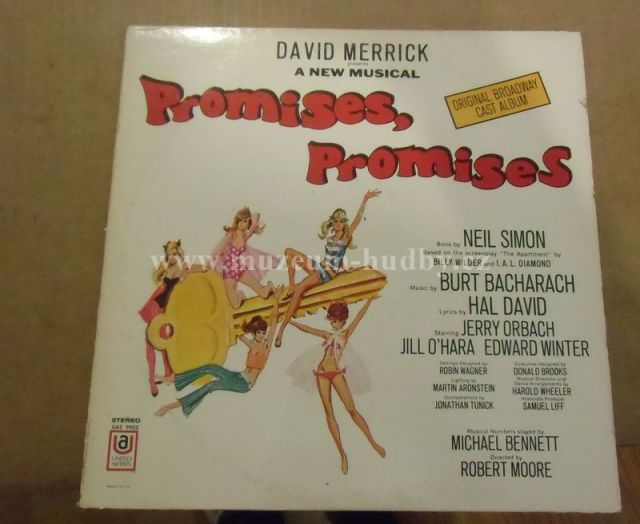 DAVID MERRICK
presents
A NEW MUSICAL
Promises,
Promises
ORIGINAL BROADWAY
CAST ALBUM
www.muzeum-hudby.cz
Book by NEIL SIMON
Based on the screenplay "The Apartment" by
BILLY WILDER and I.A.L. DIAMOND
Music by BURT BACHARACH
Lyrics by HAL DAVID
Starring JERRY ORBACH
JILL O'HARA EDWARD WINTER
Settings Designed by
ROBIN WAGNER
Lighting by
MARTIN ARONSTEIN
Orchestrations by
JONATHAN TUNICK
Costumes Designed by
DONALD BROOKS
Musical Direction and
Dance Arrangements by
HAROLD WHEELER
Associate Producer
SAMUEL LIFF
Musical Numbers staged by
MICHAEL BENNETT
Directed by
ROBERT MOORE
STEREO
UAS 9902
UNITED
ARTISTS